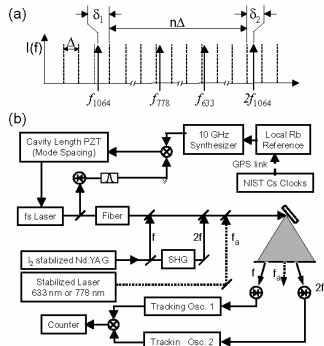 (a)
δ1
nΔ
δ2
I(f)
Δ
f1064
f778
f633
2f1064
(b)
Cavity Length PZT
(Mode Spacing)
10 GHz
Synthesizer
Local Rb
Reference
GPS link
NIST Cs Clocks
fs Laser
Fiber
f
2f
fa
I2 stabilized Nd:YAG
SHG
Stabilized Laser
633 nm or 778 nm
f
fa
2f
Tracking Osc. 1
Counter
Trackin Osc. 2